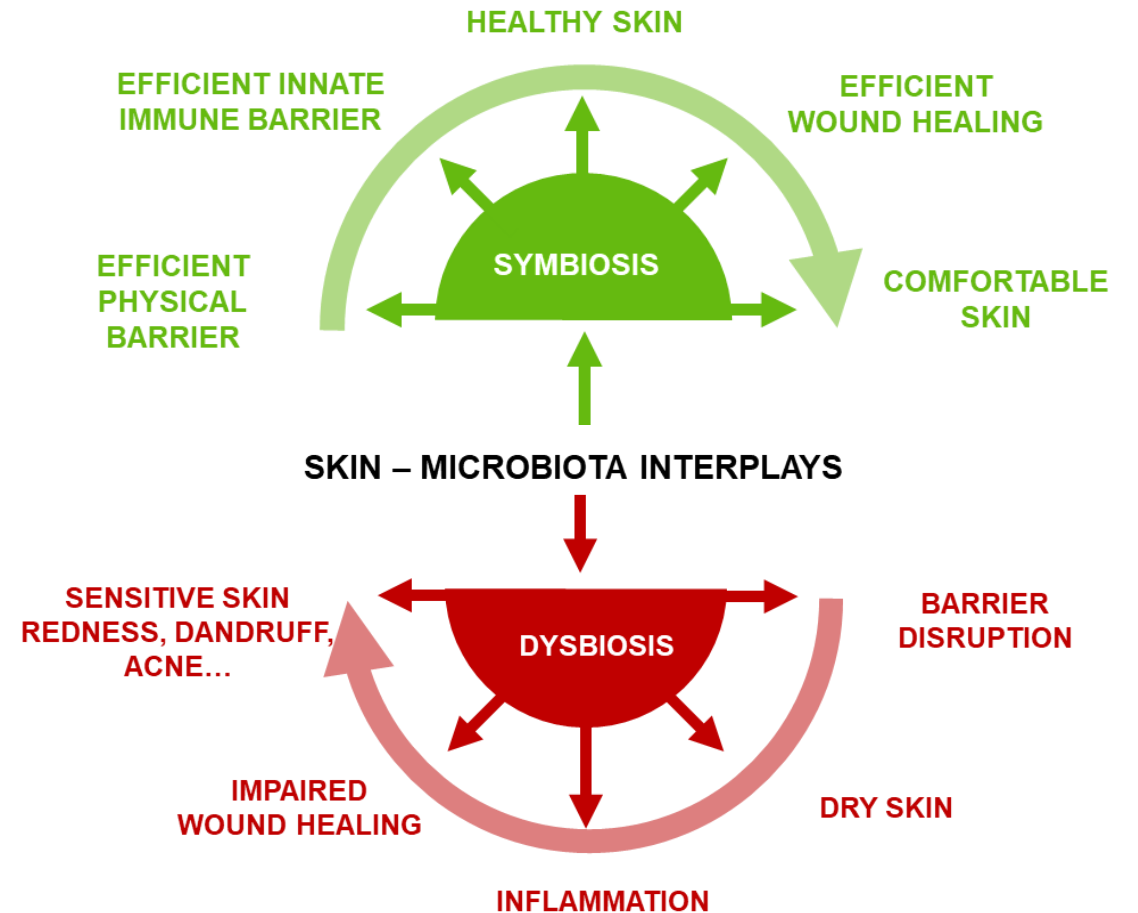 HEALTHY SKIN
EFFICIENT INNATE
IMMUNE BARRIER
EFFICIENT
WOUND HEALING
EFFICIENT
PHYSICAL
BARRIER
SYMBIOSIS
COMFORTABLE
SKIN
SKIN – MICROBIOTA INTERPLAYS
SENSITIVE SKIN
REDNESS, DANDRUFF,
ACNE…
DYSBIOSIS
BARRIER
DISRUPTION
IMPAIRED
WOUND HEALING
DRY SKIN
INFLAMMATION